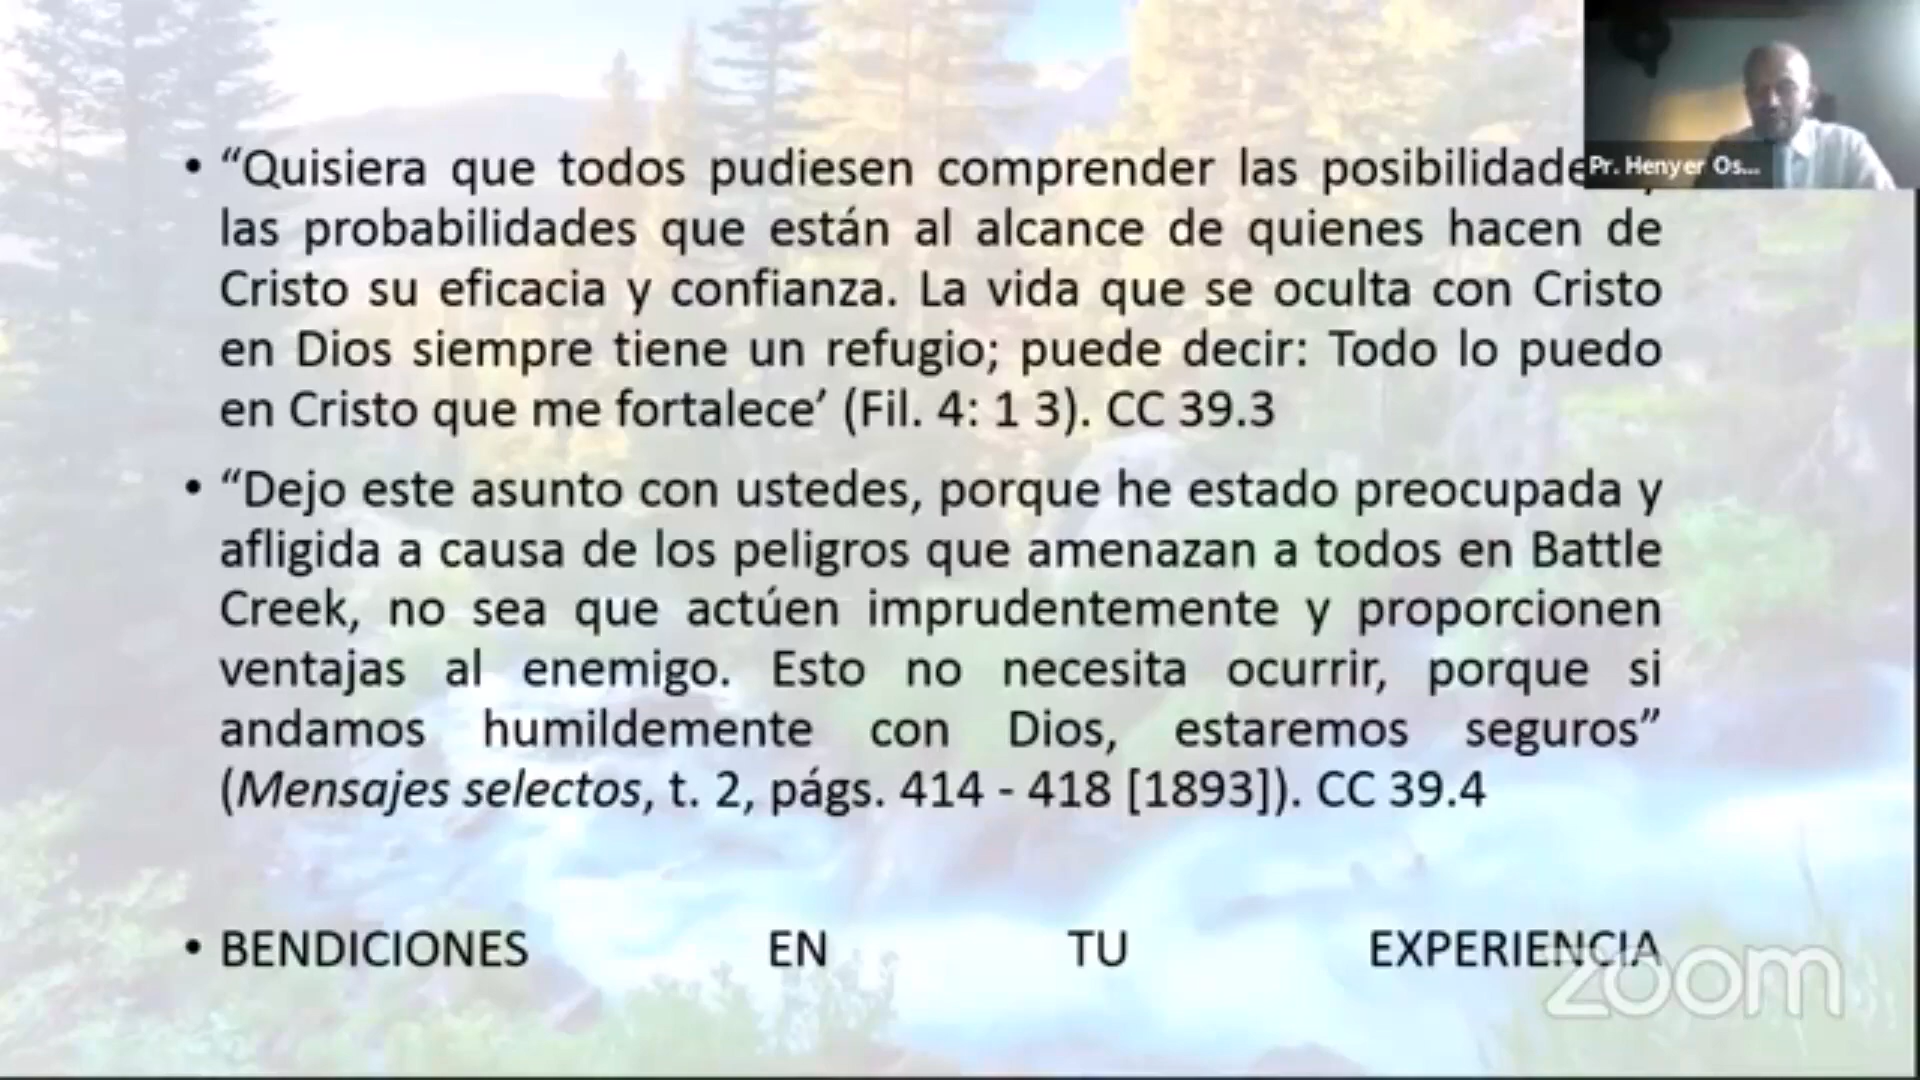 • “Quisiera que todos pudiesen comprender las posibilidade
Pr. Henyer Os...
las probabilidades que están al alcance de quienes hacen de
Cristo su eficacia y confianza. La vida que se oculta con Cristo
en Dios siempre tiene un refugio; puede decir: Todo lo puedo
en Cristo que me fortalece’ (Fil. 4: 1 3). CC 39.3
• “Dejo este asunto con ustedes, porque he estado preocupada y
afligida a causa de los peligros que amenazan a todos en Battle
Creek, no sea que actúen imprudentemente y proporcionen
ventajas al enemigo. Esto no necesita ocurrir, porque si
andamos humildemente con Dios, estaremos seguros”
(Mensajes selectos, t. 2, págs. 414 - 418 [1893]). CC 39.4
• BENDICIONES EN TU EXPERIENCIA
zoom